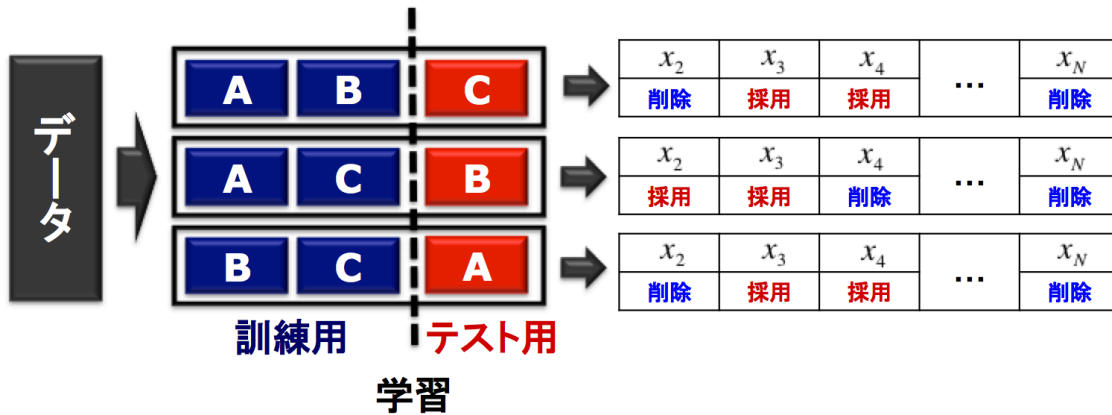 データ
A B C
x2 x3 x4 … xN
削除 採用 採用 削除
A C B
x2 x3 x4 … xN
採用 採用 削除 削除
B C A
x2 x3 x4 … xN
削除 採用 採用 削除
訓練用 テスト用
学習